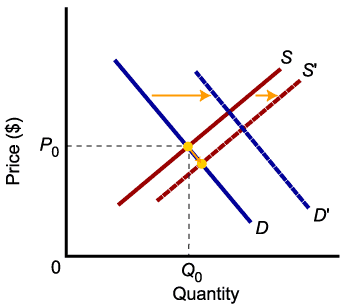 Price ($)
S
S'
P₀
D
D'
0
Q₀
Quantity